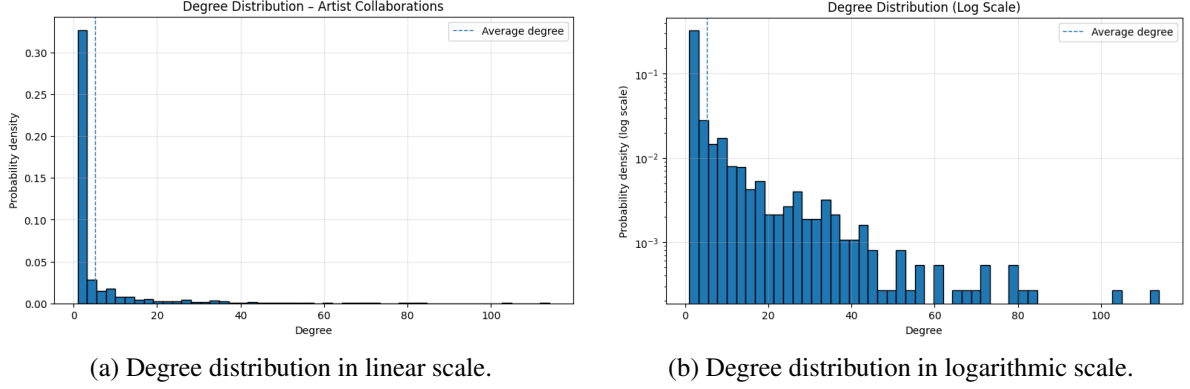 Degree Distribution – Artist Collaborations
Average degree
Probability density
0.30
0.25
0.20
0.15
0.10
0.05
0.00
0 20 40 60 80 100
Degree
(a) Degree distribution in linear scale.
Degree Distribution (Log Scale)
Average degree
Probability density (log scale)
10⁻¹
10⁻²
10⁻³
0 20 40 60 80 100
Degree
(b) Degree distribution in logarithmic scale.